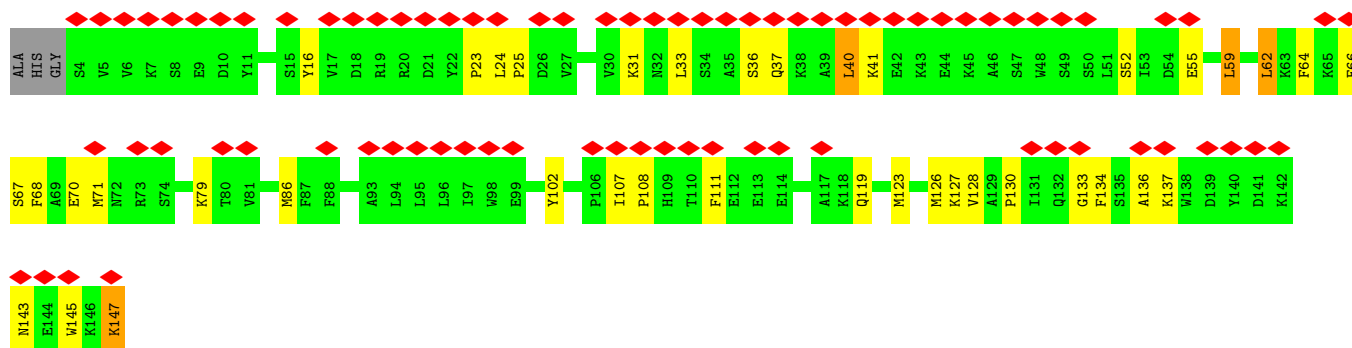 ALA HIS GLY S4 V5 V6 K7 S8 E9 D10 Y11 S15 Y16 V17 D18 R19 R20 D21 Y22 P23 L24 P25 D26 V27 V30 K31 N32 L33 S34 A35 S36 Q37 K38 A39 L40 K41 E42 K43 E44 K45 A46 S47 W48 S49 S50 L51 S52 I53 D54 E55 L59 L62 K63 F64 K65
S67 F68 A69 E70 M71 N72 R73 S74 K79 T80 V81 M86 F87 F88 A93 L94 L95 L96 I97 W98 E99 Y102 P106 I107 P108 H109 T110 F111 E112 E113 E114 A117 K118 Q119 M123 M126 K127 V128 A129 P130 I131 Q132 G133 F134 S135 A136 K137 W138 D139 Y140 D141 K142
N143 E144 W145 K146 K147